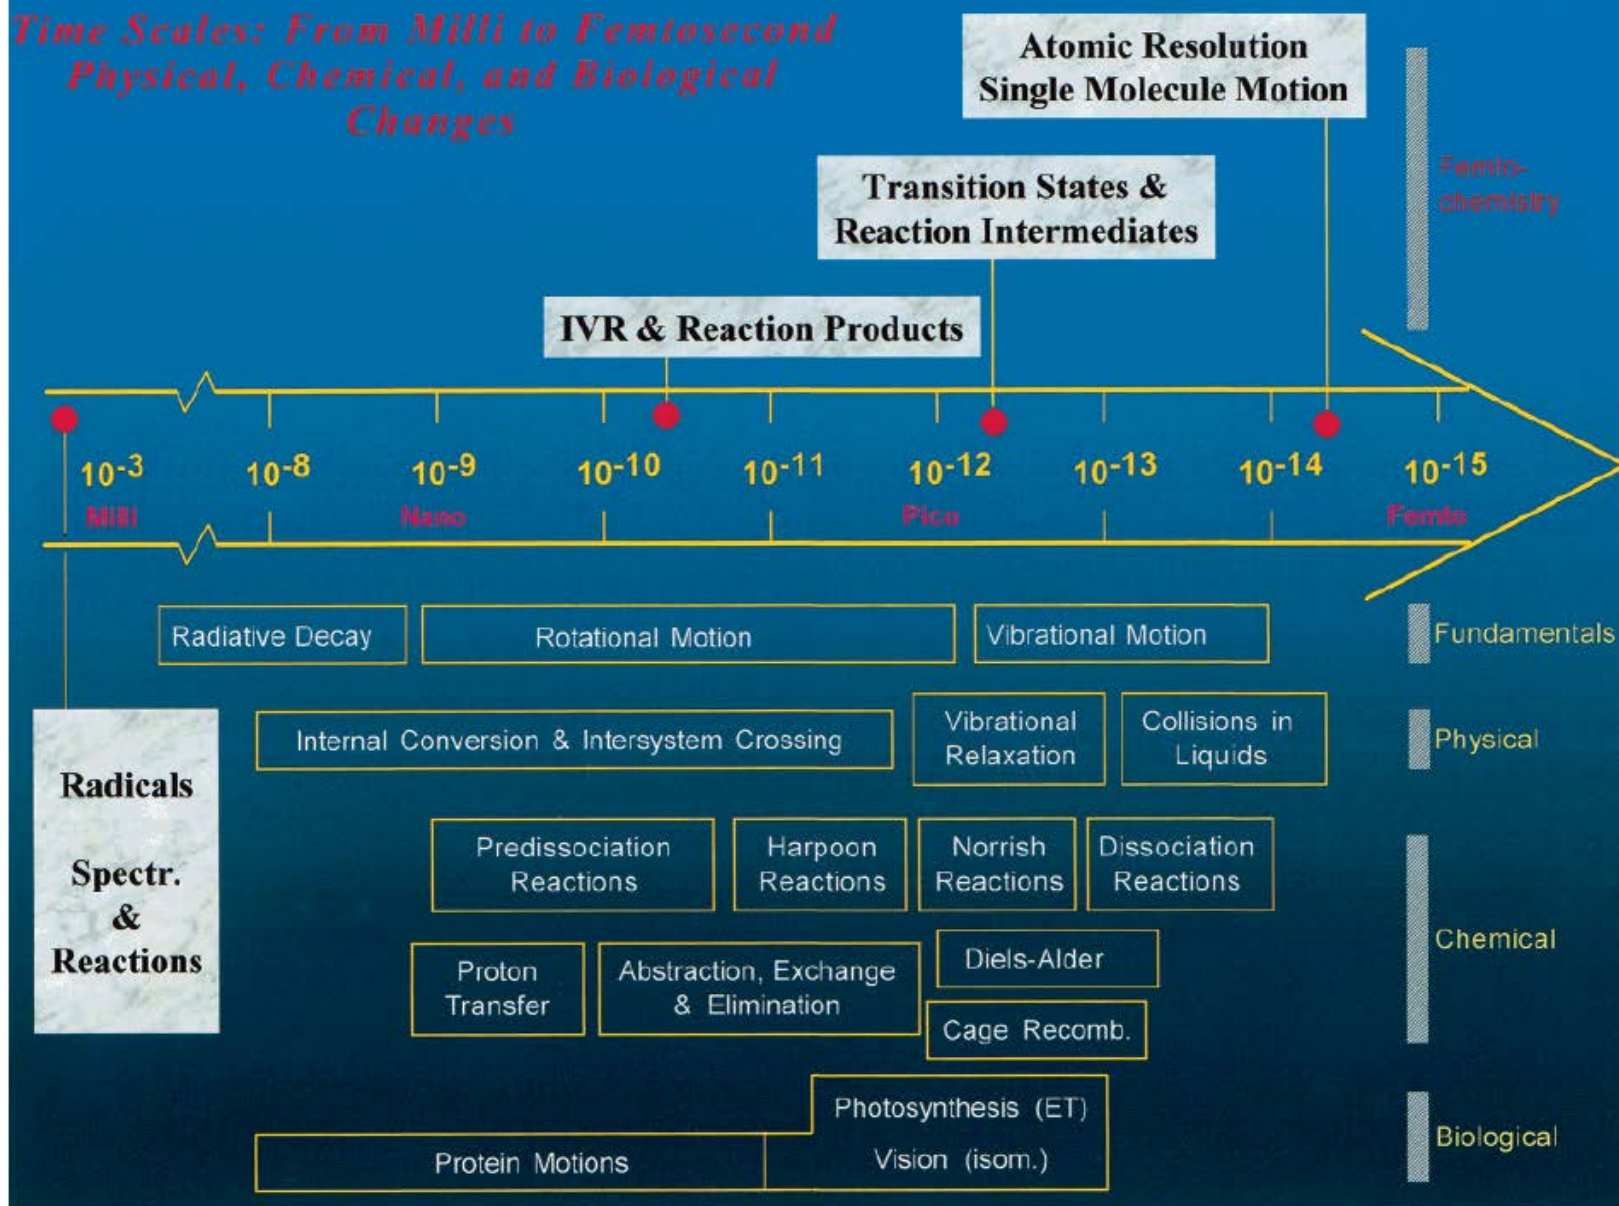 Time Scales: From Milli to Femtosecond
Physical, Chemical, and Biological
Changes
Atomic Resolution
Single Molecule Motion
Femto-
chemistry
Transition States &
Reaction Intermediates
IVR & Reaction Products
10-3 10-8 10-9 10-10 10-11 10-12 10-13 10-14 10-15
Milli Nano Pico Femto
Radiative Decay Rotational Motion Vibrational Motion Fundamentals
Internal Conversion & Intersystem Crossing
Vibrational
Relaxation
Collisions in
Liquids
Physical
Radicals
Spectr.
&
Reactions
Predissociation
Reactions
Harpoon
Reactions
Norrish
Reactions
Dissociation
Reactions
Proton
Transfer
Abstraction, Exchange
& Elimination
Diels-Alder
Cage Recomb.
Chemical
Photosynthesis (ET)
Vision (isom.)
Protein Motions
Biological